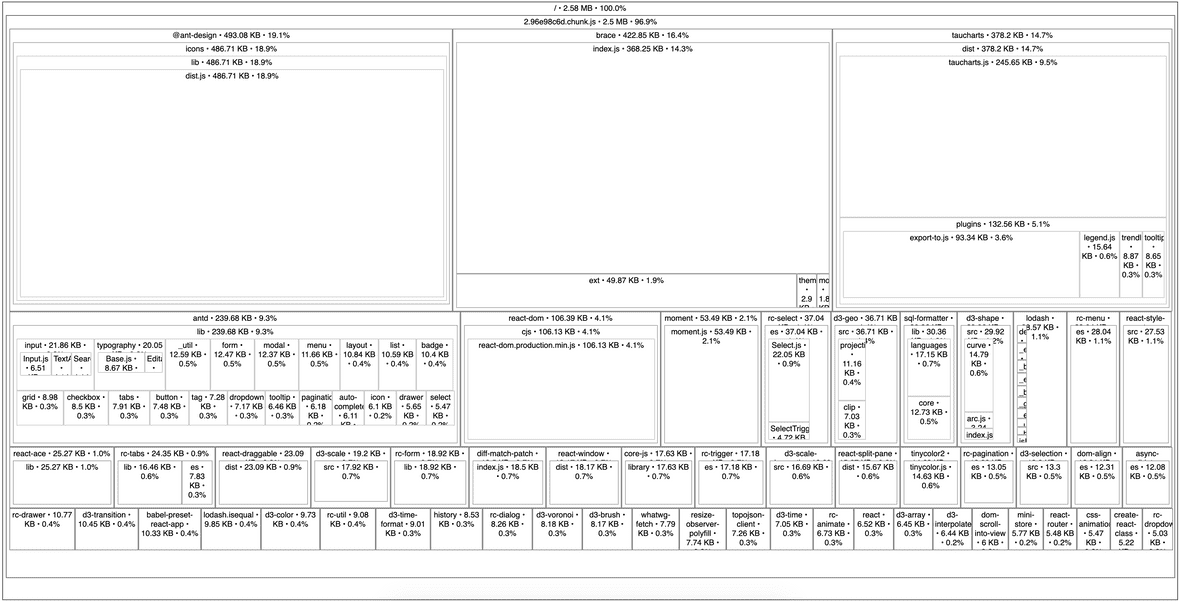 / • 2.58 MB • 100.0%
2.96e98c6d.chunk.js • 2.5 MB • 96.9%
@ant-design • 493.08 KB • 19.1%
icons • 486.71 KB • 18.9%
lib • 486.71 KB • 18.9%
dist.js • 486.71 KB • 18.9%
brace • 422.85 KB • 16.4%
index.js • 368.25 KB • 14.3%
ext • 49.87 KB • 1.9%
them
•
2.9
mo
•
1.8
taucharts • 378.2 KB • 14.7%
dist • 378.2 KB • 14.7%
taucharts.js • 245.65 KB • 9.5%
plugins • 132.56 KB • 5.1%
export-to.js • 93.34 KB • 3.6%
legend.js
• 15.64
KB • 0.6%
trendl
•
8.87
KB •
0.3%
tooltip
•
8.65
KB •
0.3%
antd • 239.68 KB • 9.3%
lib • 239.68 KB • 9.3%
input • 21.86 KB •
Input.js
• 6.51
TextA
Sear
typography • 20.05
Base.js •
8.67 KB •
Edita
_util •
12.59 KB •
0.5%
form •
12.47 KB •
0.5%
modal •
12.37 KB •
0.5%
menu •
11.66 KB •
0.5%
layout •
10.84 KB
• 0.4%
list •
10.59 KB
• 0.4%
badge •
10.4 KB
• 0.4%
grid • 8.98
KB • 0.3%
checkbox •
8.5 KB •
0.3%
tabs •
7.91 KB •
0.3%
button •
7.48 KB •
0.3%
tag • 7.28
KB • 0.3%
dropdown
• 7.17 KB
• 0.3%
tooltip •
6.46 KB •
0.3%
paginatic
• 6.18
KB •
0.2%
auto-
complete
• 6.11
KB •
icon •
6.1 KB
• 0.2%
drawer
• 5.65
KB •
0.2%
select
• 5.47
KB •
0.2%
react-dom • 106.39 KB • 4.1%
cjs • 106.13 KB • 4.1%
react-dom.production.min.js • 106.13 KB • 4.1%
moment • 53.49 KB • 2.1%
moment.js • 53.49 KB •
2.1%
rc-select • 37.04
es • 37.04 KB
Select.js •
22.05 KB
• 0.9%
SelectTrigg
• 4.72 KB
d3-geo • 36.71 KB
src • 36.71
KB •
projecti
•
11.16
KB •
0.4%
clip •
7.03
KB •
0.3%
sql-formatter •
lib • 30.36
languages
• 17.15 KB
• 0.7%
core •
12.73 KB
• 0.5%
d3-shape •
src • 29.92
curve •
14.79
KB •
0.6%
arc.js •
index.js
lodash •
1.1%
rc-menu •
es • 28.04
KB • 1.1%
react-style-
src • 27.53
KB • 1.1%
react-ace • 25.27 KB • 1.0%
lib • 25.27 KB • 1.0%
rc-tabs • 24.35 KB • 0.9%
lib • 16.46 KB •
0.6%
es •
7.83
KB •
0.3%
react-draggable • 23.09
dist • 23.09 KB • 0.9%
d3-scale • 19.2 KB •
src • 17.92 KB •
0.7%
rc-form • 18.92 KB •
lib • 18.92 KB •
0.7%
diff-match-patch •
index.js • 18.5 KB
• 0.7%
react-window •
dist • 18.17 KB •
0.7%
core-js • 17.63 KB •
library • 17.63 KB
• 0.7%
rc-trigger • 17.18
es • 17.18 KB
• 0.7%
d3-scale-
src • 16.69 KB
• 0.6%
react-split-pane
dist • 15.67 KB
• 0.6%
tinycolor2 •
tinycolor.js •
14.63 KB •
0.6%
rc-pagination •
es • 13.05
KB • 0.5%
d3-selection •
src • 13.3
KB • 0.5%
dom-align •
es • 12.31
KB • 0.5%
async-
es • 12.08
KB • 0.5%
rc-drawer • 10.77
KB • 0.4%
d3-transition •
10.45 KB • 0.4%
babel-preset-
react-app •
10.33 KB • 0.4%
lodash.isequal •
9.85 KB • 0.4%
d3-color • 9.73
KB • 0.4%
rc-util • 9.08
KB • 0.4%
d3-time-
format • 9.01
KB • 0.3%
history • 8.53
KB • 0.3%
rc-dialog •
8.26 KB •
0.3%
d3-voronoi •
8.18 KB •
0.3%
d3-brush •
8.17 KB •
0.3%
whatwg-
fetch • 7.79
KB • 0.3%
resize-
observer-
polyfill •
7.74 KB •
topojson-
client •
7.26 KB •
0.3%
d3-time •
7.05 KB •
0.3%
rc-
animate •
6.73 KB •
0.3%
react •
6.52 KB
• 0.3%
d3-array •
6.45 KB •
0.3%
d3-
interpolate
• 6.44 KB
• 0.2%
dom-
scroll-
into-view
• 6 KB •
mini-
store •
5.77 KB
• 0.2%
react-
router •
5.48 KB
• 0.2%
css-
animation
• 5.47
KB •
create-
react-
class •
5.22
rc-
dropdow
• 5.03
KB •